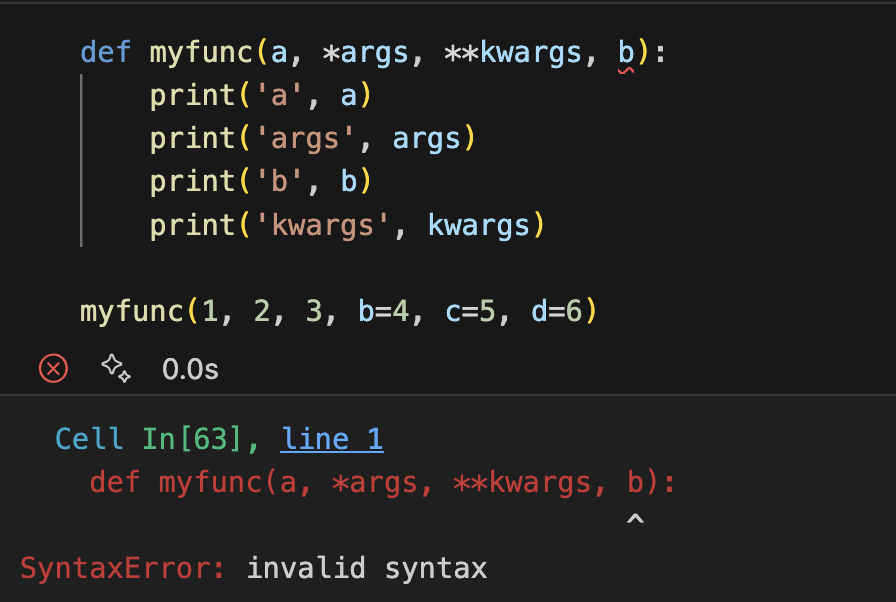 def myfunc(a, *args, **kwargs, b):
    print('a', a)
    print('args', args)
    print('b', b)
    print('kwargs', kwargs)
myfunc(1, 2, 3, b=4, c=5, d=6)
0.0s
Cell In[63], line 1
    def myfunc(a, *args, **kwargs, b):
                                   ^
SyntaxError: invalid syntax